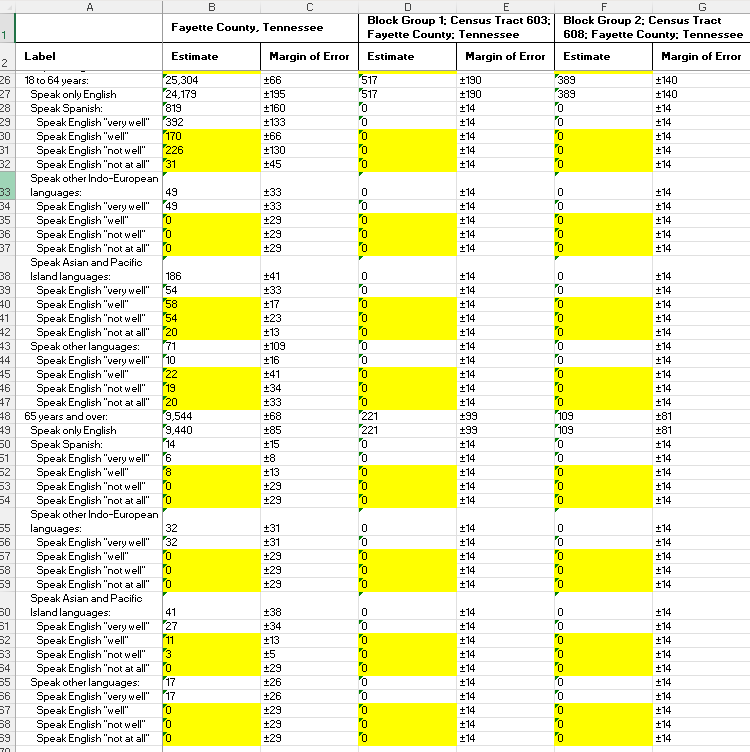 A B C D E F G
1 Fayette County, Tennessee Block Group 1; Census Tract 603; Fayette County; Tennessee Block Group 2; Census Tract 608; Fayette County; Tennessee
2 Label Estimate Margin of Error Estimate Margin of Error Estimate Margin of Error
26 18 to 64 years: 25,304 ±66 517 ±190 389 ±140
27 Speak only English 24,179 ±195 517 ±190 389 ±140
28 Speak Spanish: 819 ±160 0 ±14 0 ±14
29 Speak English "very well" 392 ±133 0 ±14 0 ±14
30 Speak English "well" 170 ±66 0 ±14 0 ±14
31 Speak English "not well" 226 ±130 0 ±14 0 ±14
32 Speak English "not at all" 31 ±45 0 ±14 0 ±14
Speak other Indo-European
33 languages: 49 ±33 0 ±14 0 ±14
34 Speak English "very well" 49 ±33 0 ±14 0 ±14
35 Speak English "well" 0 ±29 0 ±14 0 ±14
36 Speak English "not well" 0 ±29 0 ±14 0 ±14
37 Speak English "not at all" 0 ±29 0 ±14 0 ±14
Speak Asian and Pacific
38 Island languages: 186 ±41 0 ±14 0 ±14
39 Speak English "very well" 54 ±33 0 ±14 0 ±14
40 Speak English "well" 58 ±17 0 ±14 0 ±14
41 Speak English "not well" 54 ±23 0 ±14 0 ±14
42 Speak English "not at all" 20 ±13 0 ±14 0 ±14
43 Speak other languages: 71 ±109 0 ±14 0 ±14
44 Speak English "very well" 10 ±16 0 ±14 0 ±14
45 Speak English "well" 22 ±41 0 ±14 0 ±14
46 Speak English "not well" 19 ±34 0 ±14 0 ±14
47 Speak English "not at all" 20 ±33 0 ±14 0 ±14
48 65 years and over: 9,544 ±68 221 ±99 109 ±81
49 Speak only English 9,440 ±85 221 ±99 109 ±81
50 Speak Spanish: 14 ±15 0 ±14 0 ±14
51 Speak English "very well" 6 ±8 0 ±14 0 ±14
52 Speak English "well" 8 ±13 0 ±14 0 ±14
53 Speak English "not well" 0 ±29 0 ±14 0 ±14
54 Speak English "not at all" 0 ±29 0 ±14 0 ±14
Speak other Indo-European
55 languages: 32 ±31 0 ±14 0 ±14
56 Speak English "very well" 32 ±31 0 ±14 0 ±14
57 Speak English "well" 0 ±29 0 ±14 0 ±14
58 Speak English "not well" 0 ±29 0 ±14 0 ±14
59 Speak English "not at all" 0 ±29 0 ±14 0 ±14
Speak Asian and Pacific
60 Island languages: 41 ±38 0 ±14 0 ±14
61 Speak English "very well" 27 ±34 0 ±14 0 ±14
62 Speak English "well" 11 ±13 0 ±14 0 ±14
63 Speak English "not well" 3 ±5 0 ±14 0 ±14
64 Speak English "not at all" 0 ±29 0 ±14 0 ±14
65 Speak other languages: 17 ±26 0 ±14 0 ±14
66 Speak English "very well" 17 ±26 0 ±14 0 ±14
67 Speak English "well" 0 ±29 0 ±14 0 ±14
68 Speak English "not well" 0 ±29 0 ±14 0 ±14
69 Speak English "not at all" 0 ±29 0 ±14 0 ±14